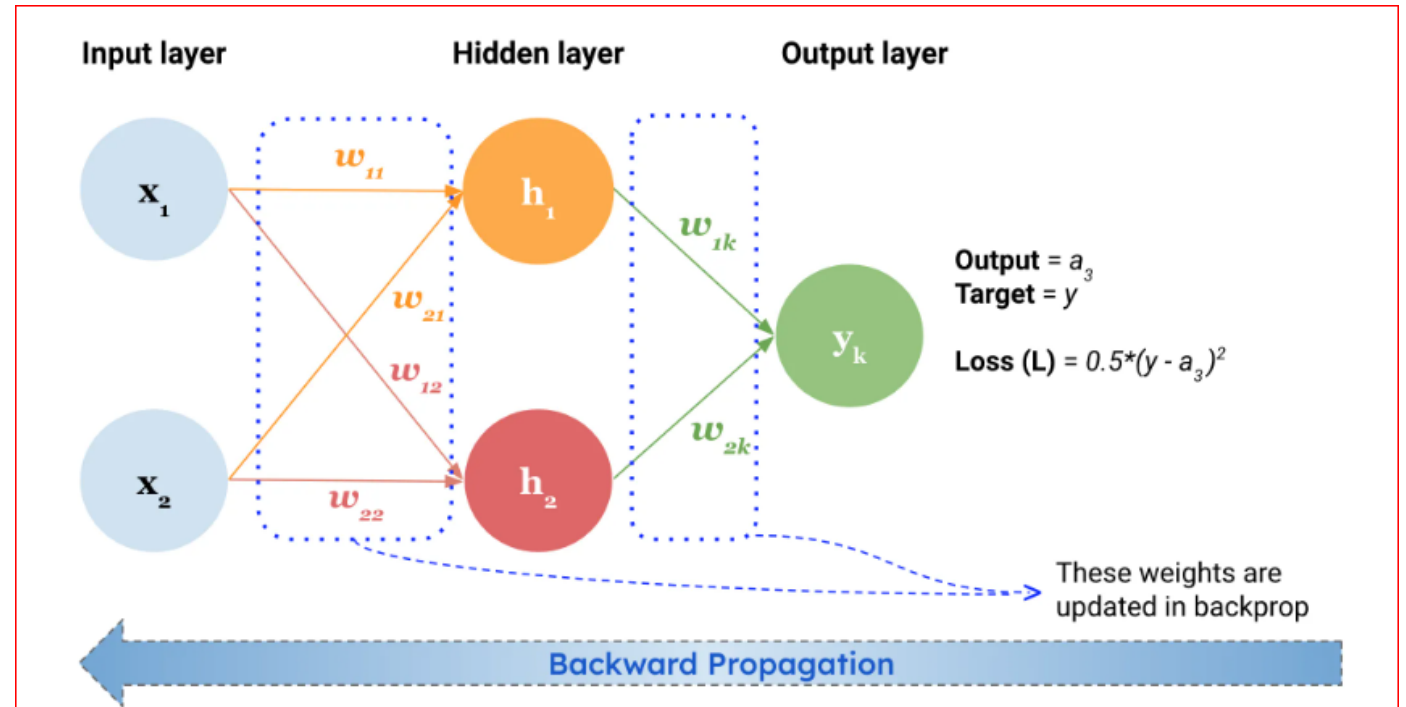 Input layer
Hidden layer
Output layer
x₁
w₁₁
h₁
w₁ₖ
w₂₁
Output = a₃
Target = y
yₖ
Loss (L) = 0.5*(y - a₃)²
w₁₂
w₂ₖ
x₂
w₂₂
h₂
These weights are
updated in backprop
Backward Propagation